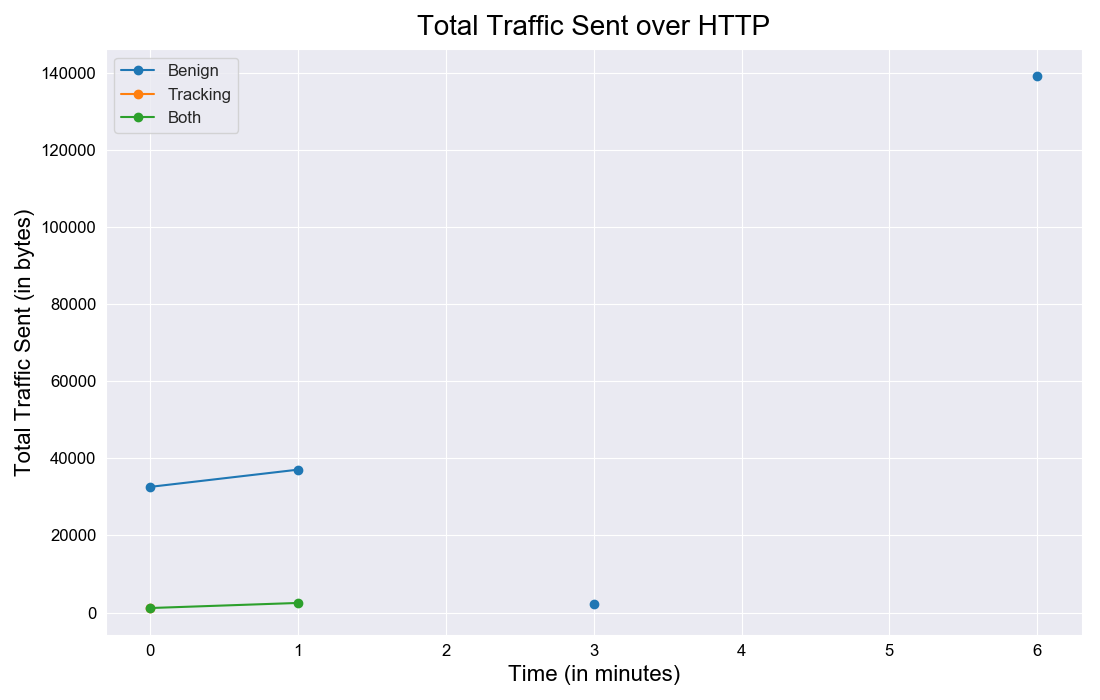 Total Traffic Sent over HTTP
Benign
Tracking
Both
140000
120000
100000
80000
60000
40000
20000
0
Total Traffic Sent (in bytes)
0 1 2 3 4 5 6
Time (in minutes)